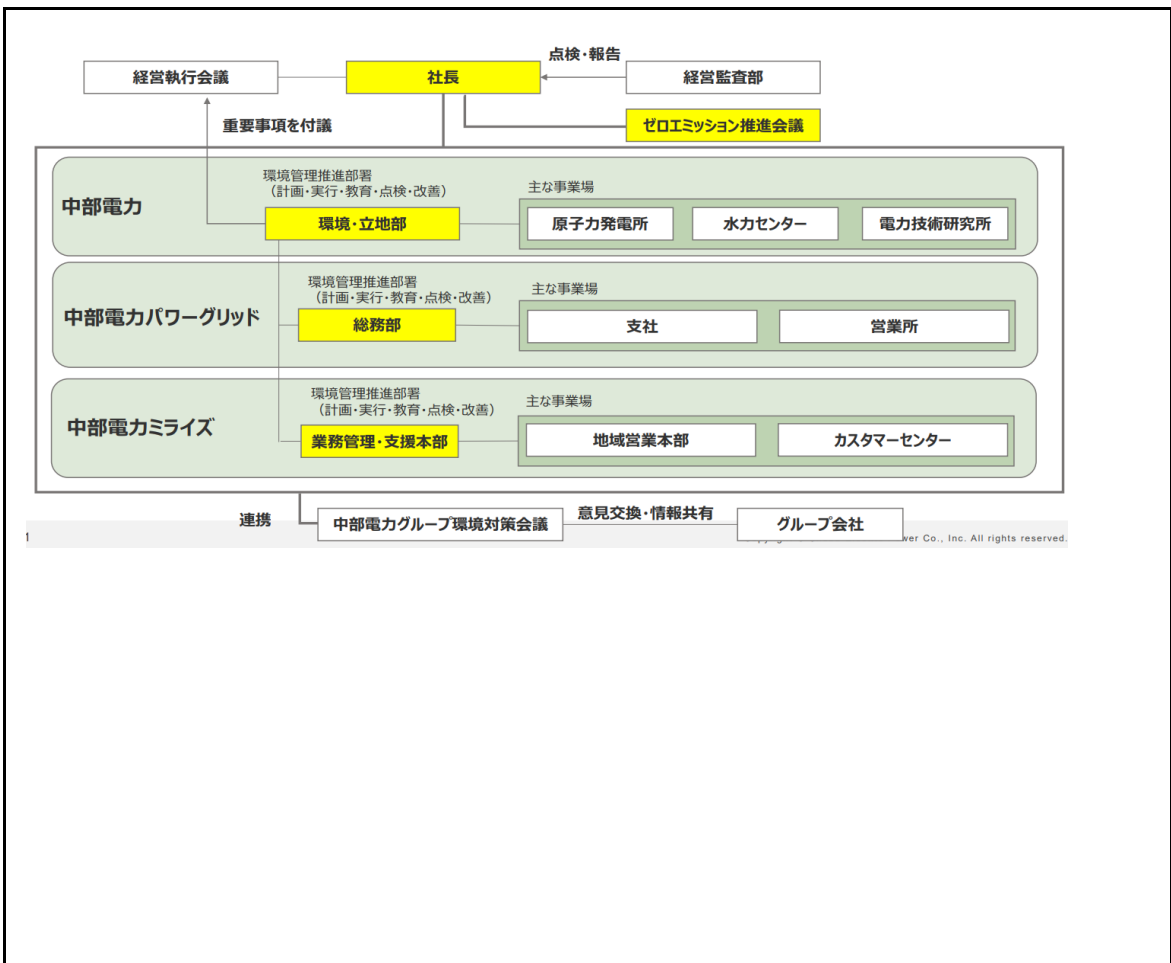 点検・報告
経営執行会議
社長
経営監査部
重要事項を付議
ゼロエミッション推進会議
中部電力
環境管理推進部署
（計画・実行・教育・点検・改善）
環境・立地部
主な事業場
原子力発電所
水力センター
電力技術研究所
中部電力パワーグリッド
環境管理推進部署
（計画・実行・教育・点検・改善）
総務部
主な事業場
支社
営業所
中部電力ミライズ
環境管理推進部署
（計画・実行・教育・点検・改善）
業務管理・支援本部
主な事業場
地域営業本部
カスタマーセンター
連携
中部電力グループ環境対策会議
意見交換・情報共有
グループ会社
1
Co., Inc. All rights reserved.